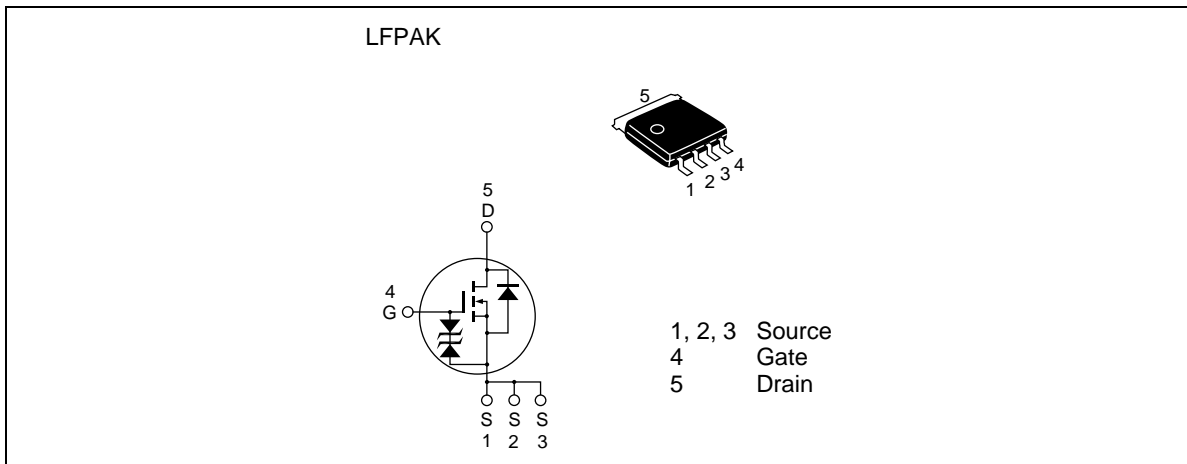 LFPAK
5
1 2 3 4
5
D
4
G
1, 2, 3 Source
4 Gate
5 Drain
S S S
1 2 3